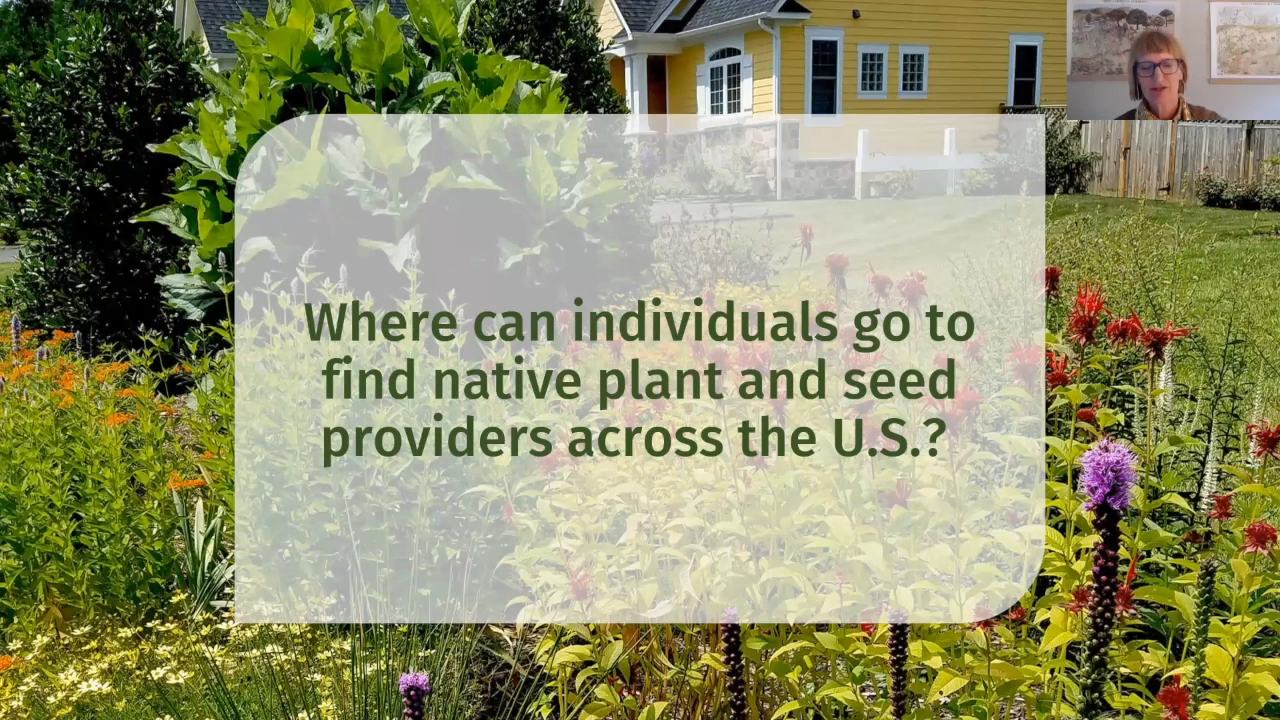 Where can individuals go to
find native plant and seed
providers across the U.S.?